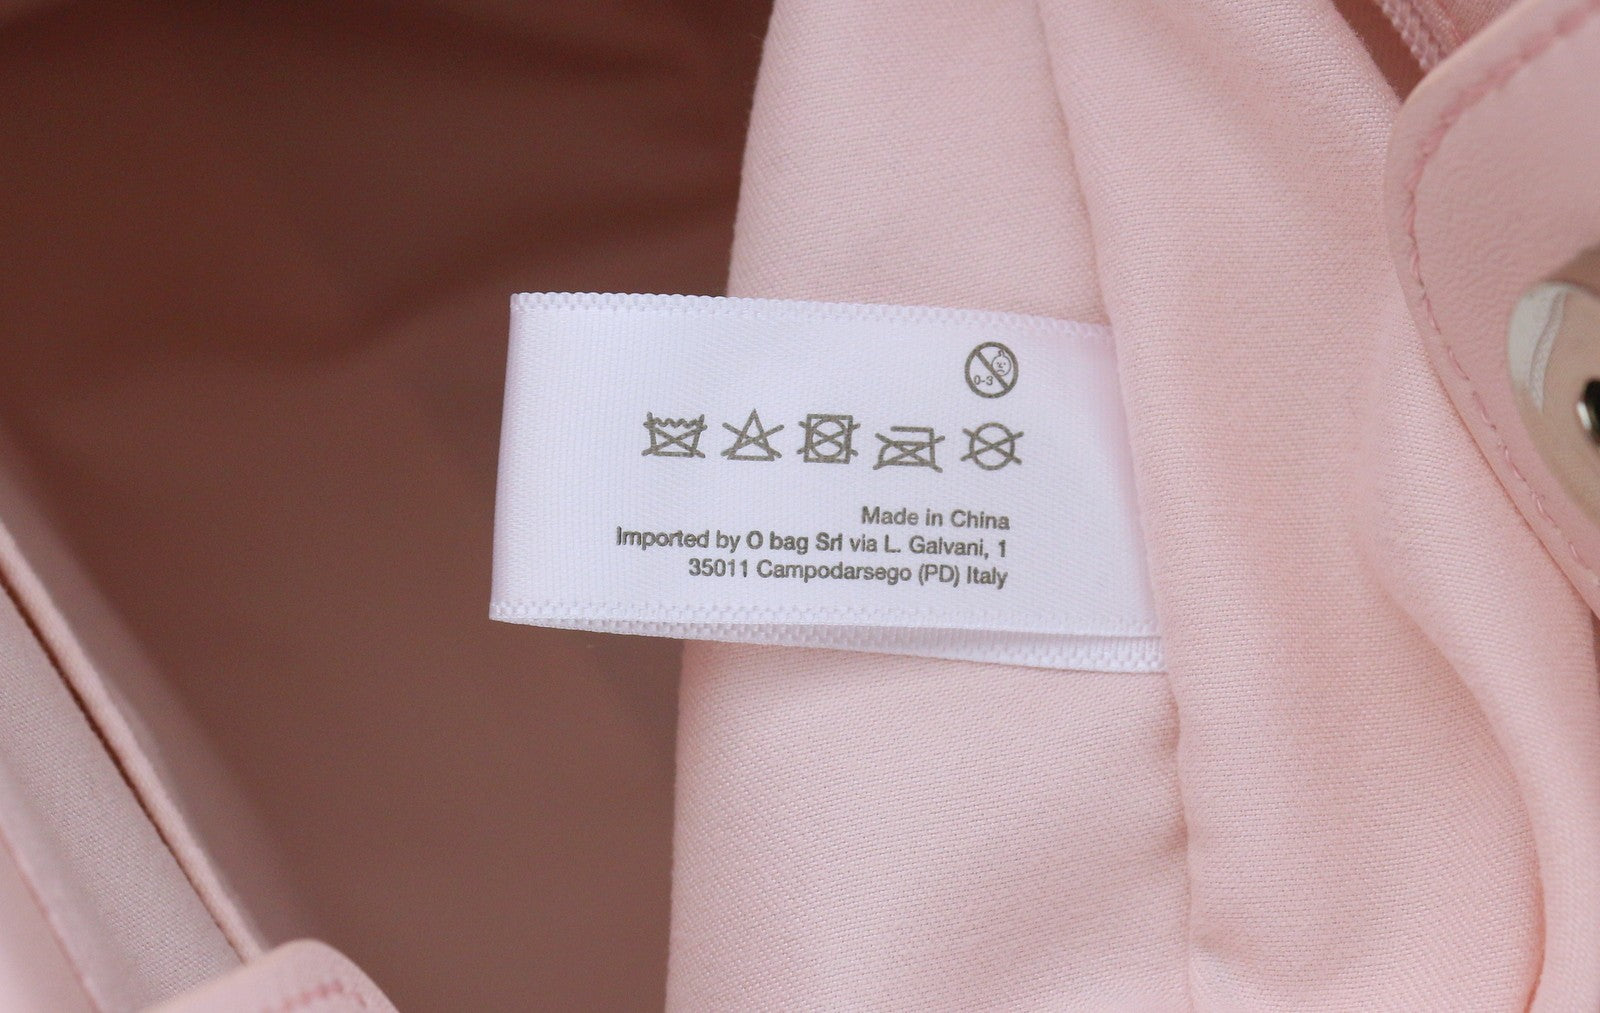 0-3
Made in China
Imported by O bag Srl via L. Galvani, 1
35011 Campodarsego (PD) Italy